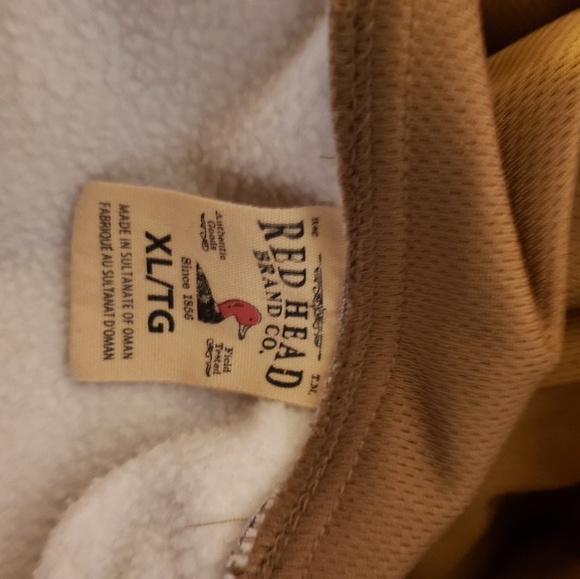 RED HEAD
BRAND CO.
T.M.
Authentic
Goods
Since 1856
Field
Tested
XL/TG
MADE IN SULTANATE OF OMAN
FABRIQUÉ AU SULTANAT D'OMAN